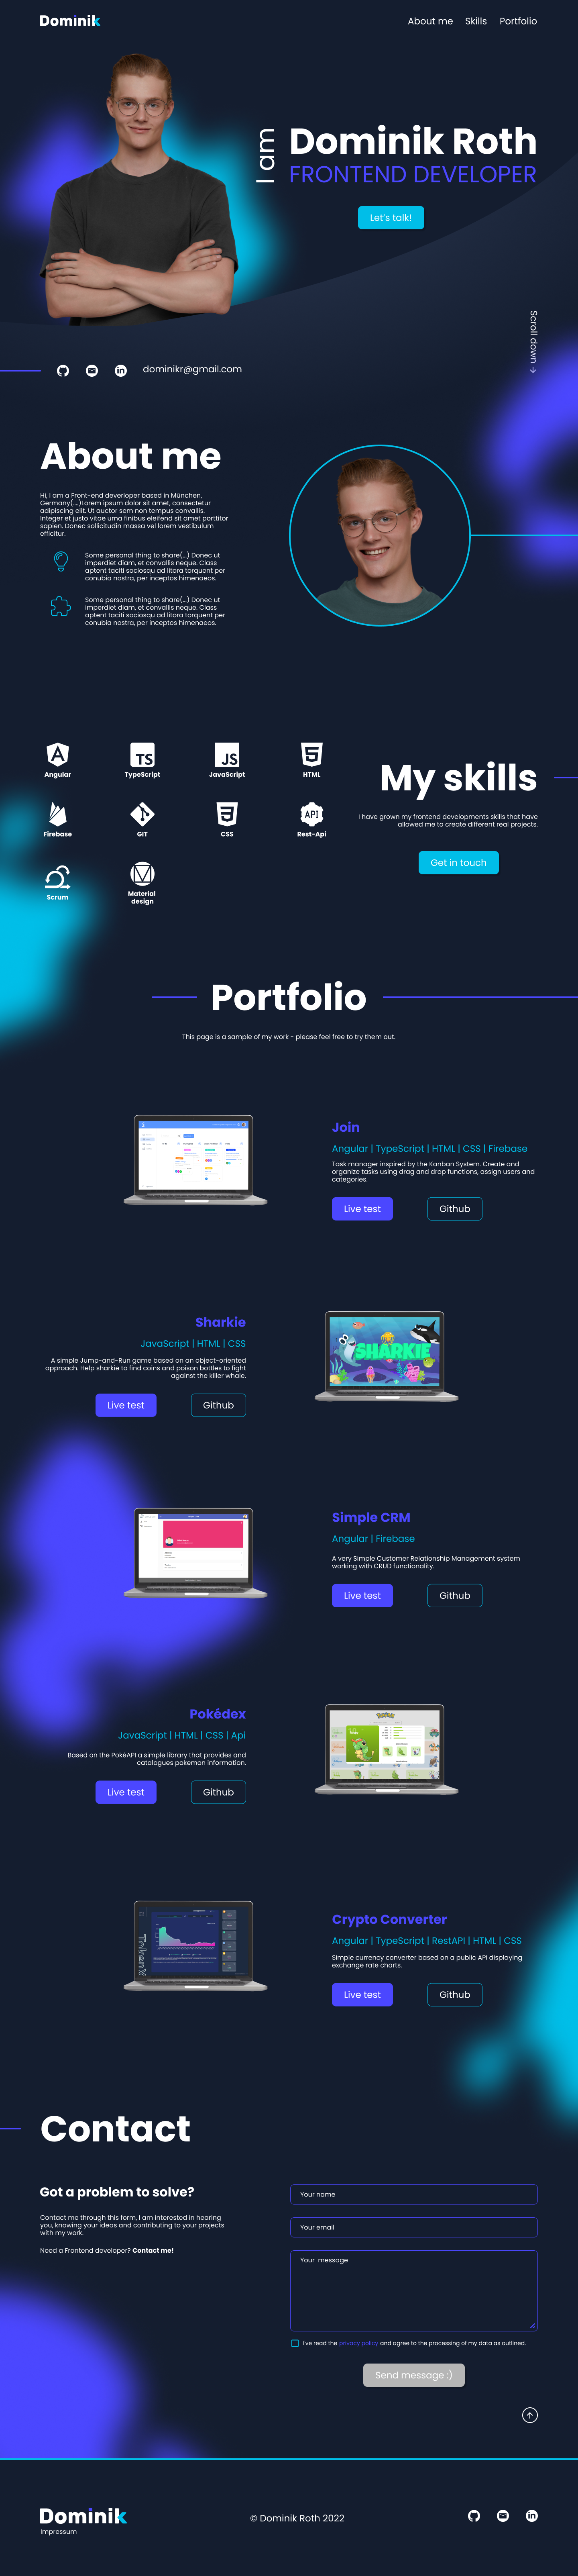 Dominik
About me Skills Portfolio
I am
Dominik Roth
FRONTEND DEVELOPER
Let's talk!
Scroll down →
dominikr@gmail.com
About me
Hi, I am a Front-end deverloper based in München,
Germany(....)Lorem ipsum dolor sit amet, consectetur
adipiscing elit. Ut auctor sem non tempus convallis.
Integer et justo vitae urna finibus eleifend sit amet porttitor
sapien. Donec sollicitudin massa vel lorem vestibulum
efficitur.
Some personal thing to share(...) Donec ut
imperdiet diam, et convallis neque. Class
aptent taciti sociosqu ad litora torquent per
conubia nostra, per inceptos himenaeos.
Some personal thing to share(...) Donec ut
imperdiet diam, et convallis neque. Class
aptent taciti sociosqu ad litora torquent per
conubia nostra, per inceptos himenaeos.
Angular
TypeScript
JavaScript
HTML
Firebase
GIT
CSS
API
Rest-Api
Scrum
Material
design
My skills
I have grown my frontend developments skills that have
allowed me to create different real projects.
Get in touch
Portfolio
This page is a sample of my work - please feel free to try them out.
Join
Angular | TypeScript | HTML | CSS | Firebase
Task manager inspired by the Kanban System. Create and
organize tasks using drag and drop functions, assign users and
categories.
Live test Github
Sharkie
JavaScript | HTML | CSS
A simple Jump-and-Run game based on an object-oriented
approach. Help sharkie to find coins and poison bottles to fight
against the killer whale.
Live test Github
SHARKIE
Simple CRM
Angular | Firebase
A very Simple Customer Relationship Management system
working with CRUD functionality.
Live test Github
Pokédex
JavaScript | HTML | CSS | Api
Based on the PokéAPI a simple library that provides and
catalogues pokemon information.
Live test Github
Crypto Converter
Angular | TypeScript | RestAPI | HTML | CSS
Simple currency converter based on a public API displaying
exchange rate charts.
Live test Github
Contact
Got a problem to solve?
Contact me through this form, I am interested in hearing
you, knowing your ideas and contributing to your projects
with my work.
Need a Frontend developer? Contact me!
Your name
Your email
Your message
I've read the privacy policy and agree to the processing of my data as outlined.
Send message :)
Dominik
Impressum
© Dominik Roth 2022